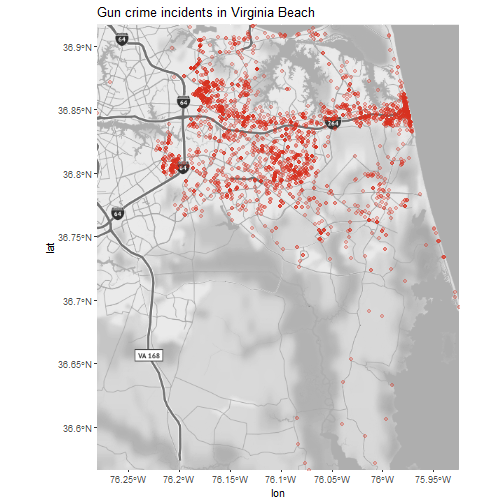 Gun crime incidents in Virginia Beach
36.9°N
36.85°N
36.8°N
36.75°N
36.7°N
36.65°N
36.6°N
lat
64
64
264
64
64
VA 168
76.25°W
76.2°W
76.15°W
76.1°W
76.05°W
76°W
75.95°W
lon